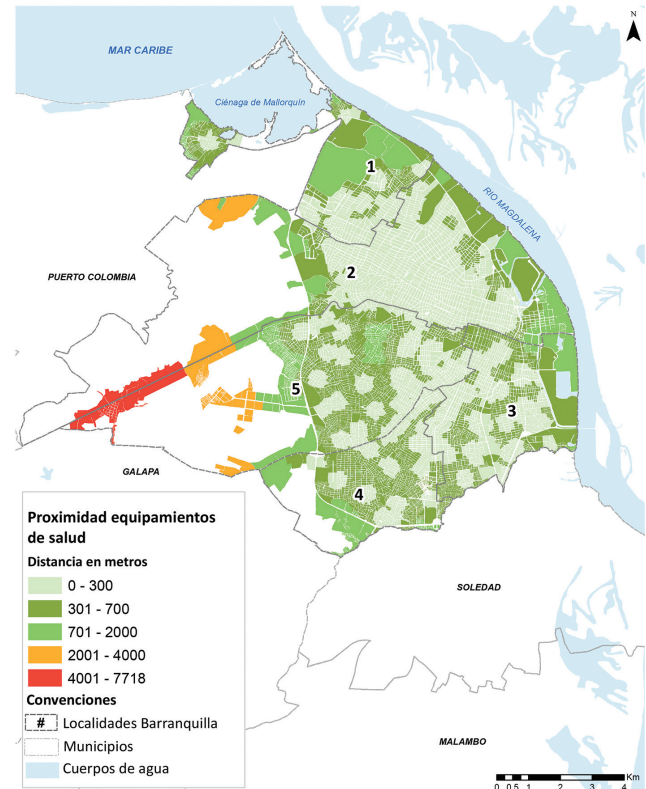 N
MAR CARIBE
Ciénaga de Mallorquín
1
RIO MAGDALENA
2
PUERTO COLOMBIA
5
3
GALAPA
4
Proximidad equipamientos
de salud
Distancia en metros
0 - 300
301 - 700
701 - 2000
2001 - 4000
4001 - 7718
Convenciones
# Localidades Barranquilla
Municipios
Cuerpos de agua
SOLEDAD
MALAMBO
Km
0 0.5 1 2 3 4